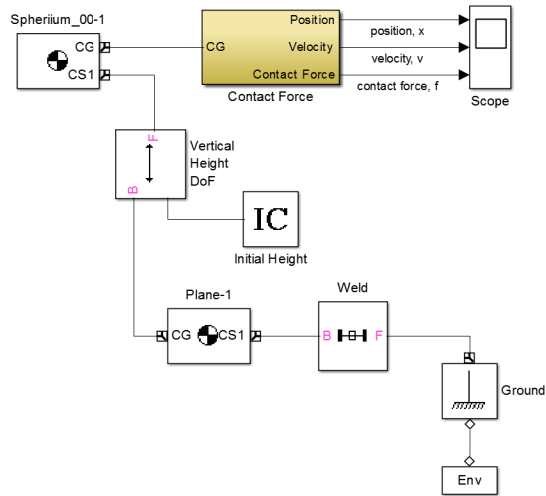 Spheriium_00-1
CG
CS1
CG
Position
Velocity
Contact Force
Contact Force
position, x
velocity, v
contact force, f
Scope
F
B
Vertical
Height
DoF
IC
Initial Height
Plane-1
CG
CS1
Weld
B
F
Ground
Env